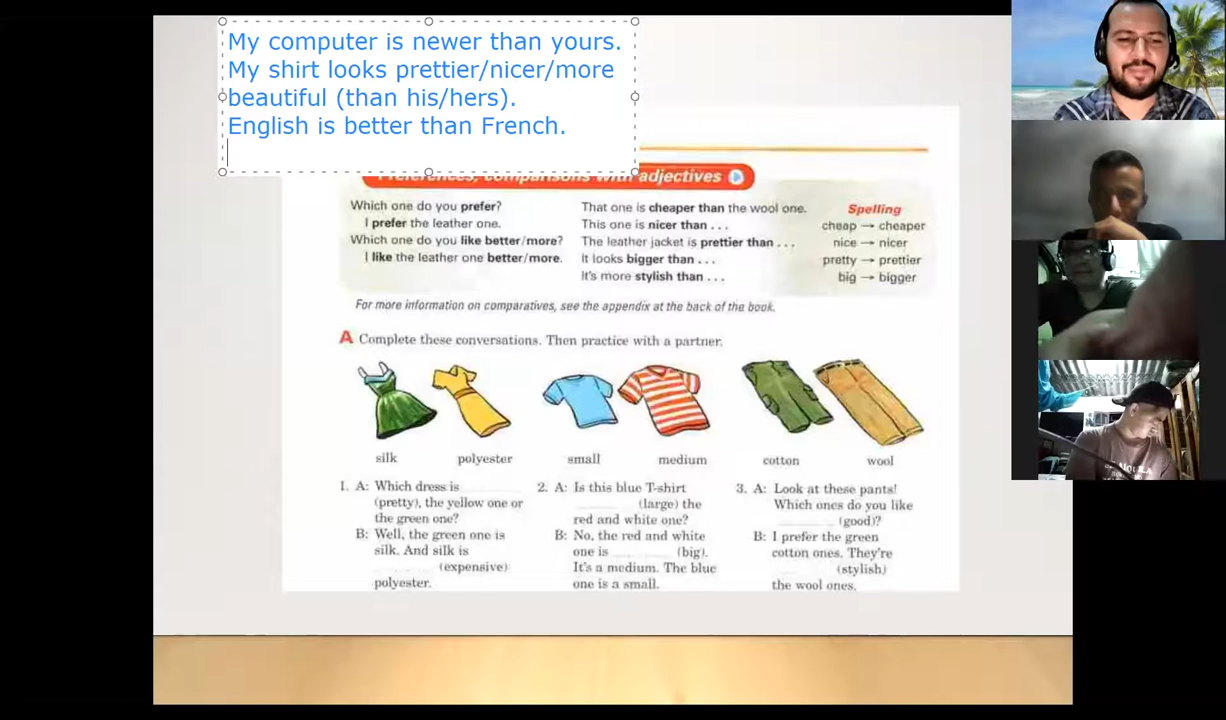 My computer is newer than yours.
My shirt looks prettier/nicer/more
beautiful (than his/hers).
English is better than French.
Preferences, comparisons with adjectives
Which one do you prefer?
I prefer the leather one.
Which one do you like better/more?
I like the leather one better/more.
That one is cheaper than the wool one.
This one is nicer than . . .
The leather jacket is prettier than . . .
It looks bigger than . . .
It's more stylish than . . .
Spelling
cheap → cheaper
nice → nicer
pretty → prettier
big → bigger
For more information on comparatives, see the appendix at the back of the book.
A Complete these conversations. Then practice with a partner.
silk
polyester
small
medium
cotton
wool
1. A: Which dress is ________
(pretty), the yellow one or
the green one?
B: Well, the green one is
silk. And silk is
________ (expensive)
polyester.
2. A: Is this blue T-shirt
________ (large) the
red and white one?
B: No, the red and white
one is ________ (big).
It's a medium. The blue
one is a small.
3. A: Look at these pants!
Which ones do you like
________ (good)?
B: I prefer the green
cotton ones. They're
________ (stylish)
the wool ones.